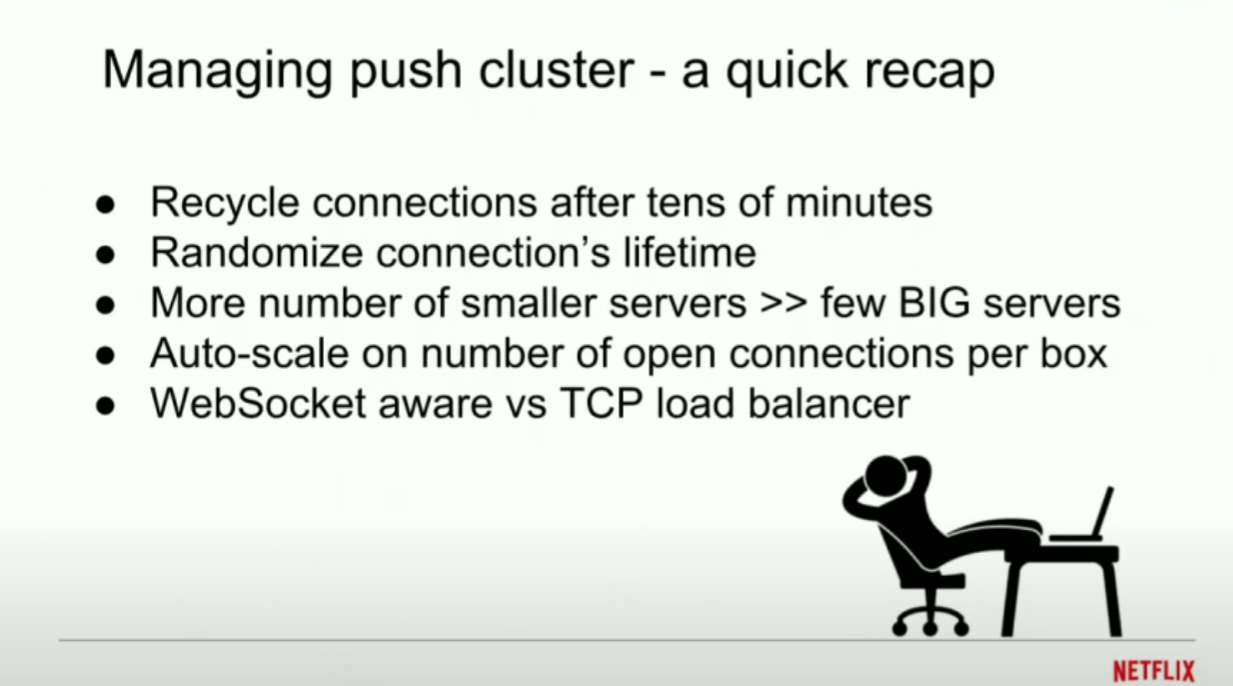 Managing push cluster - a quick recap
● Recycle connections after tens of minutes
● Randomize connection’s lifetime
● More number of smaller servers >> few BIG servers
● Auto-scale on number of open connections per box
● WebSocket aware vs TCP load balancer
NETFLIX